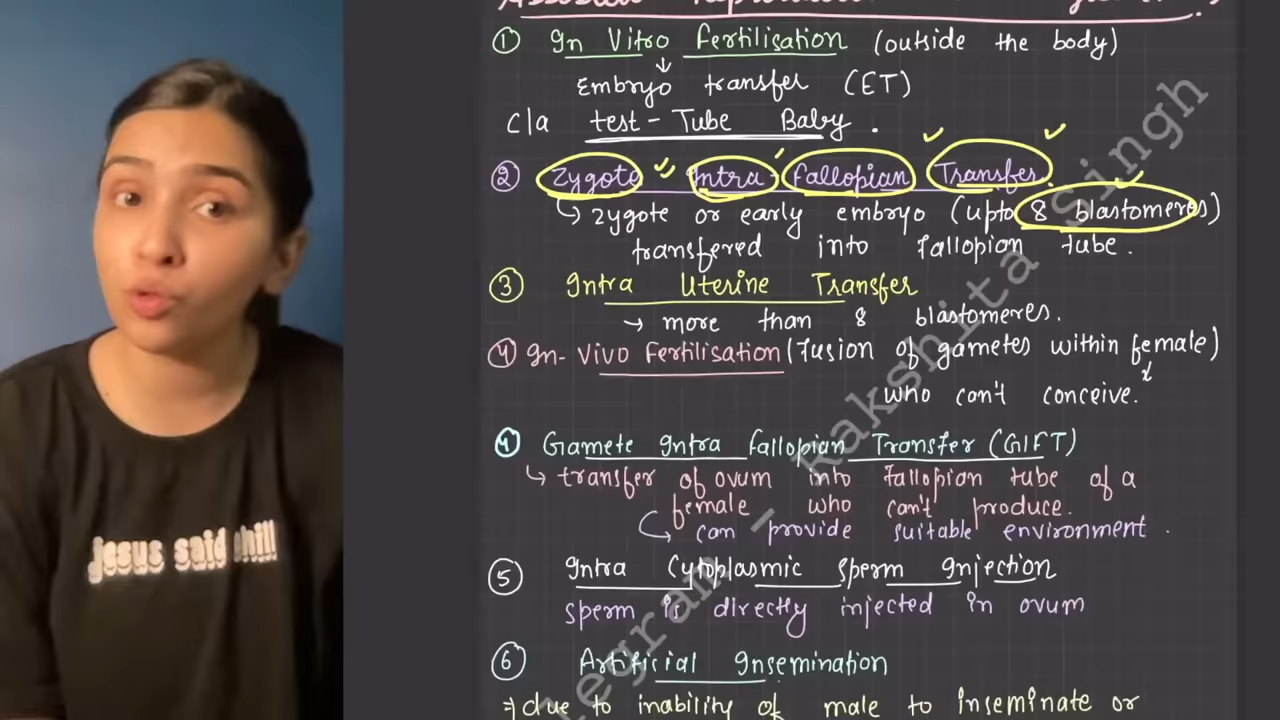 Assisted
① In Vitro Fertilisation (outside the body)
↓
Embryo transfer (ET)
c/a test-Tube Baby.
② Zygote Intra-Fallopian Transfer.
↳ zygote or early embryo (upto 8 blastomeres)
transferred into fallopian tube.
③ Intra Uterine Transfer
→ more than 8 blastomeres.
④ In-Vivo Fertilisation (fusion of gametes within female)
x
who can't conceive.
④ Gamete Intra fallopian Transfer (GIFT)
↳ transfer of ovum into fallopian tube of a
female who can't produce.
↳ can provide suitable environment.
⑤ Intra Cytoplasmic sperm Injection
sperm is directly injected in ovum
⑥ Artificial Insemination
⇒ due to inability of male to inseminate or
Rakshita Singh
jesus said chill